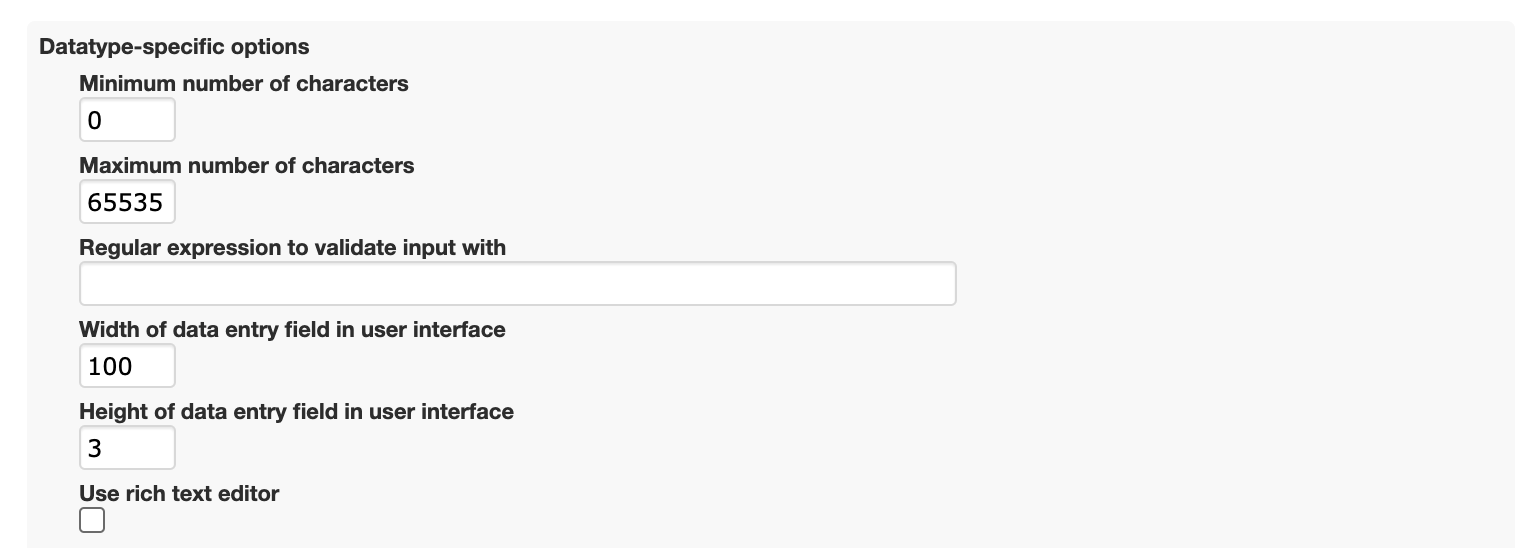 Datatype-specific options
Minimum number of characters
0
Maximum number of characters
65535
Regular expression to validate input with
Width of data entry field in user interface
100
Height of data entry field in user interface
3
Use rich text editor